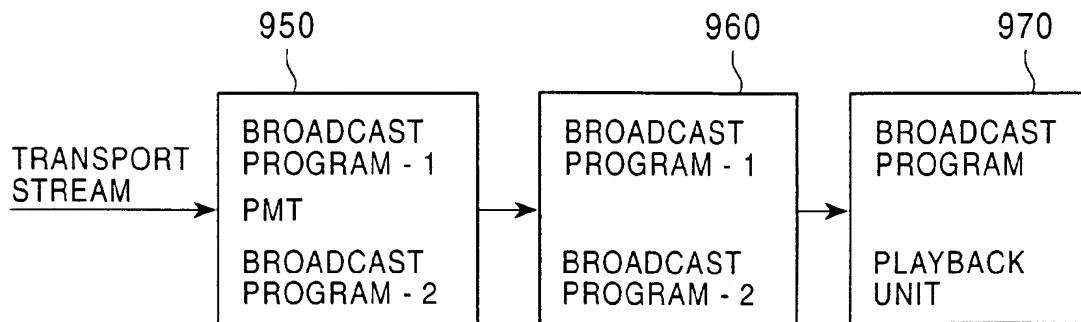 950
960
970
TRANSPORT
STREAM
BROADCAST
PROGRAM - 1
PMT
BROADCAST
PROGRAM - 2
BROADCAST
PROGRAM - 1
BROADCAST
PROGRAM - 2
BROADCAST
PROGRAM
PLAYBACK
UNIT